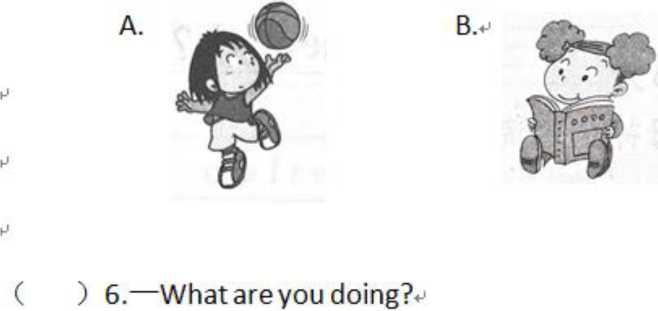 A. B.
（ ）6.—What are you doing?